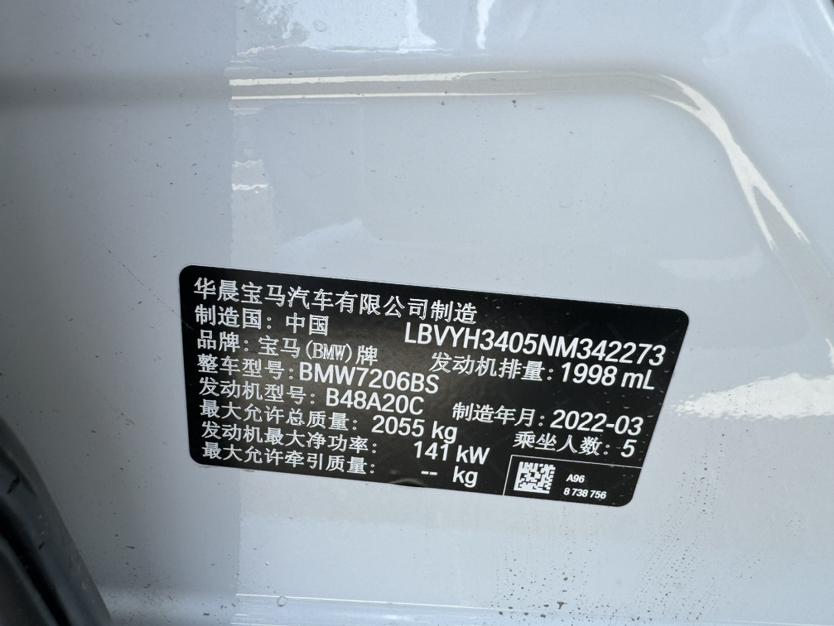 华晨宝马汽车有限公司制造
制造国：中国 LBVYH3405NM342273
品牌：宝马(BMW)牌 发动机排量：1998 mL
整车型号：BMW7206BS
发动机型号：B48A20C 制造年月：2022-03
最大允许总质量：2055 kg 乘坐人数：5
发动机最大净功率：141 kW
最大允许牵引质量：-- kg
A96
8 738 756